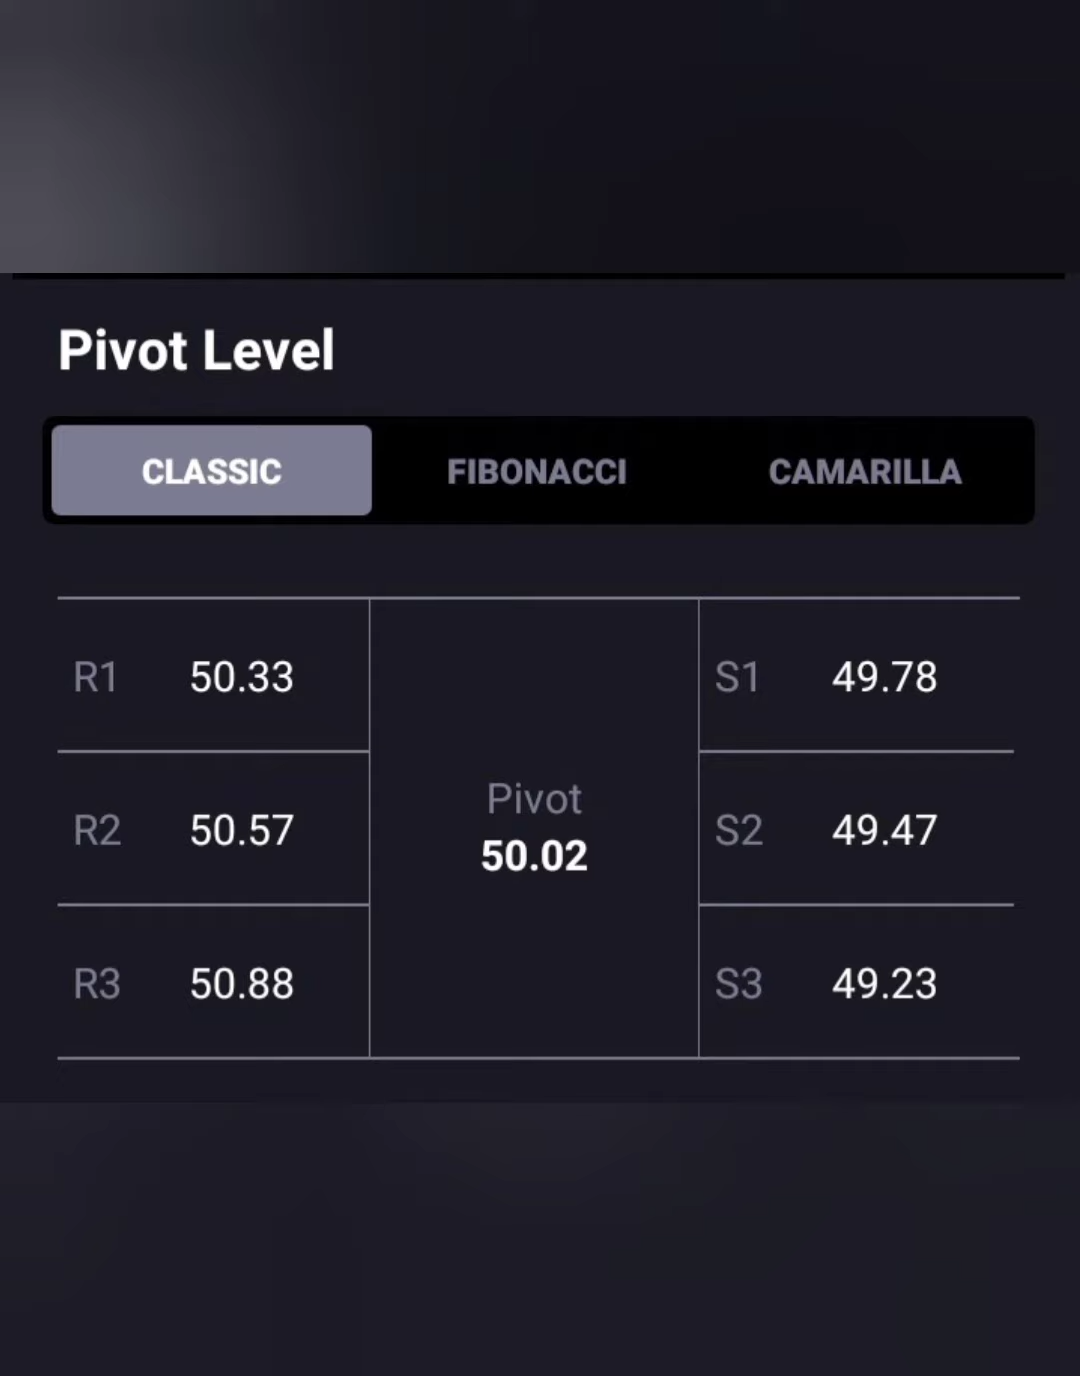 Pivot Level
CLASSIC FIBONACCI CAMARILLA
R1 50.33 S1 49.78
Pivot
R2 50.57 S2 49.47
50.02
R3 50.88 S3 49.23